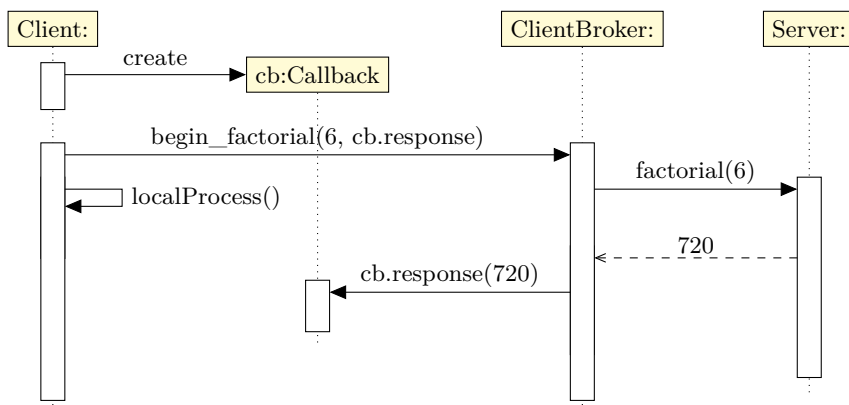 Client:
ClientBroker:
Server:
create
cb:Callback
begin_factorial(6, cb.response)
factorial(6)
localProcess()
720
cb.response(720)